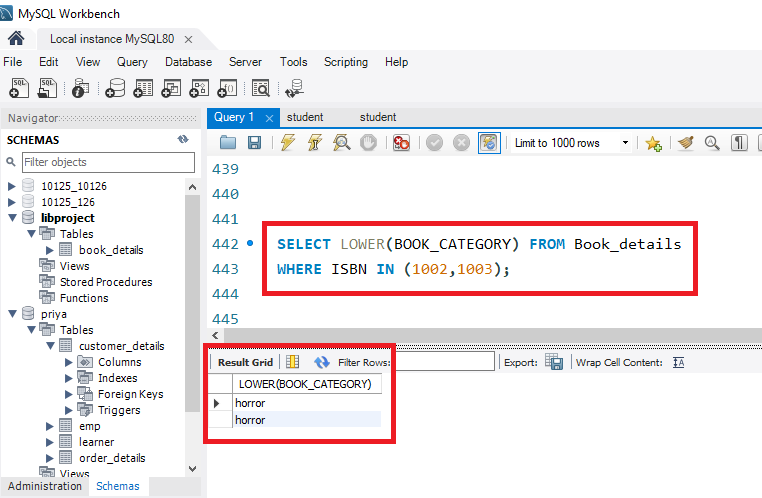 MySQL Workbench
Local instance MySQL80
File Edit View Query Database Server Tools Scripting Help
SQL SQL
Navigator
SCHEMAS
Filter objects
10125_10126
10125_126
libproject
Tables
book_details
Views
Stored Procedures
Functions
priya
Tables
customer_details
Columns
Indexes
Foreign Keys
Triggers
emp
learner
order_details
Views
Administration Schemas
Query 1 student student
Limit to 1000 rows
439
440
441
442 SELECT LOWER(BOOK_CATEGORY) FROM Book_details
443 WHERE ISBN IN (1002,1003);
444
445
Result Grid Filter Rows: Export: Wrap Cell Content:
LOWER(BOOK_CATEGORY)
horror
horror